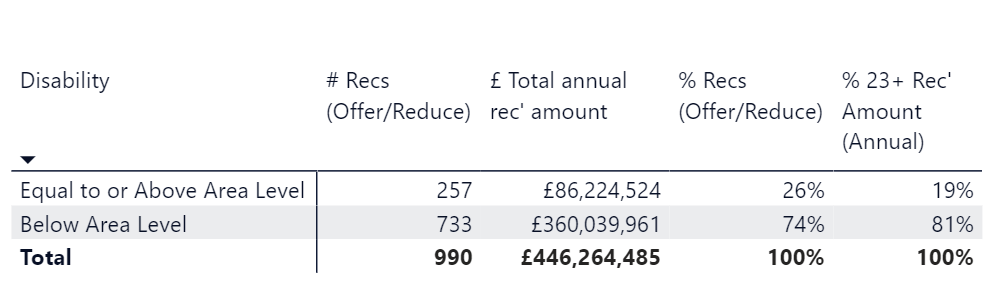 Disability # Recs £ Total annual % Recs % 23+ Rec'
(Offer/Reduce) rec' amount (Offer/Reduce) Amount
(Annual)
Equal to or Above Area Level 257 £86,224,524 26% 19%
Below Area Level 733 £360,039,961 74% 81%
Total 990 £446,264,485 100% 100%